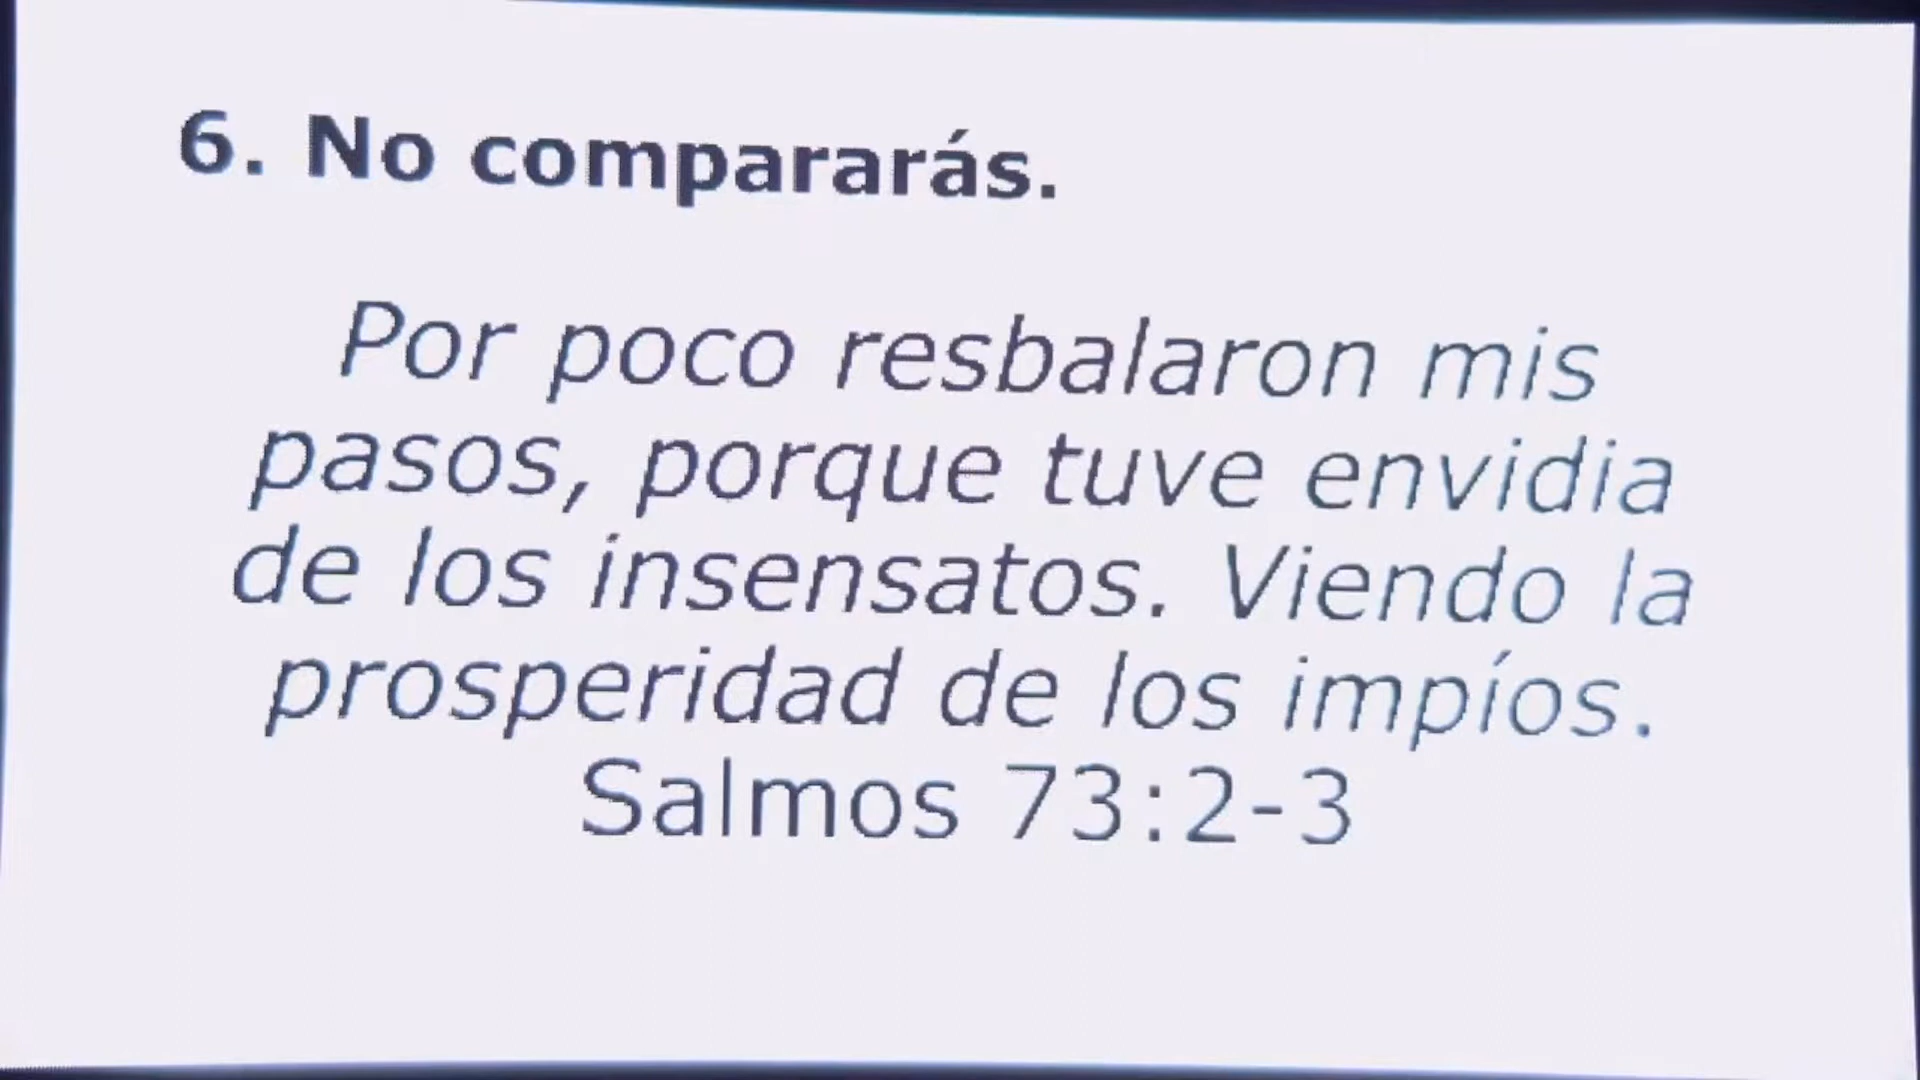 6. No compararás.
Por poco resbalaron mis
pasos, porque tuve envidia
de los insensatos. Viendo la
prosperidad de los impíos.
Salmos 73:2-3